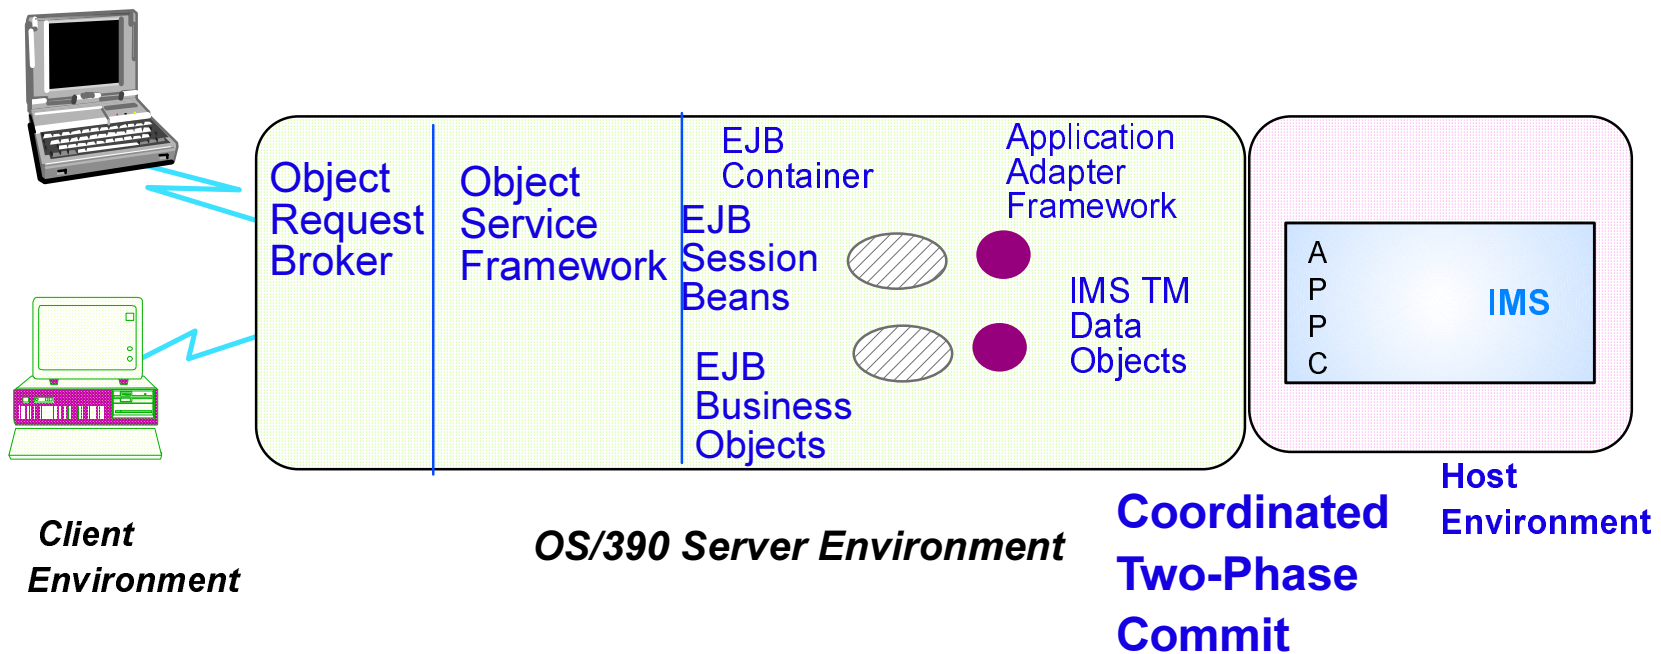 Object
Request
Broker
Object
Service
Framework
EJB
Container
EJB
Session
Beans
EJB
Business
Objects
Application
Adapter
Framework
IMS TM
Data
Objects
A
P
P
C
IMS
Client
Environment
OS/390 Server Environment
Coordinated
Two-Phase
Commit
Host
Environment